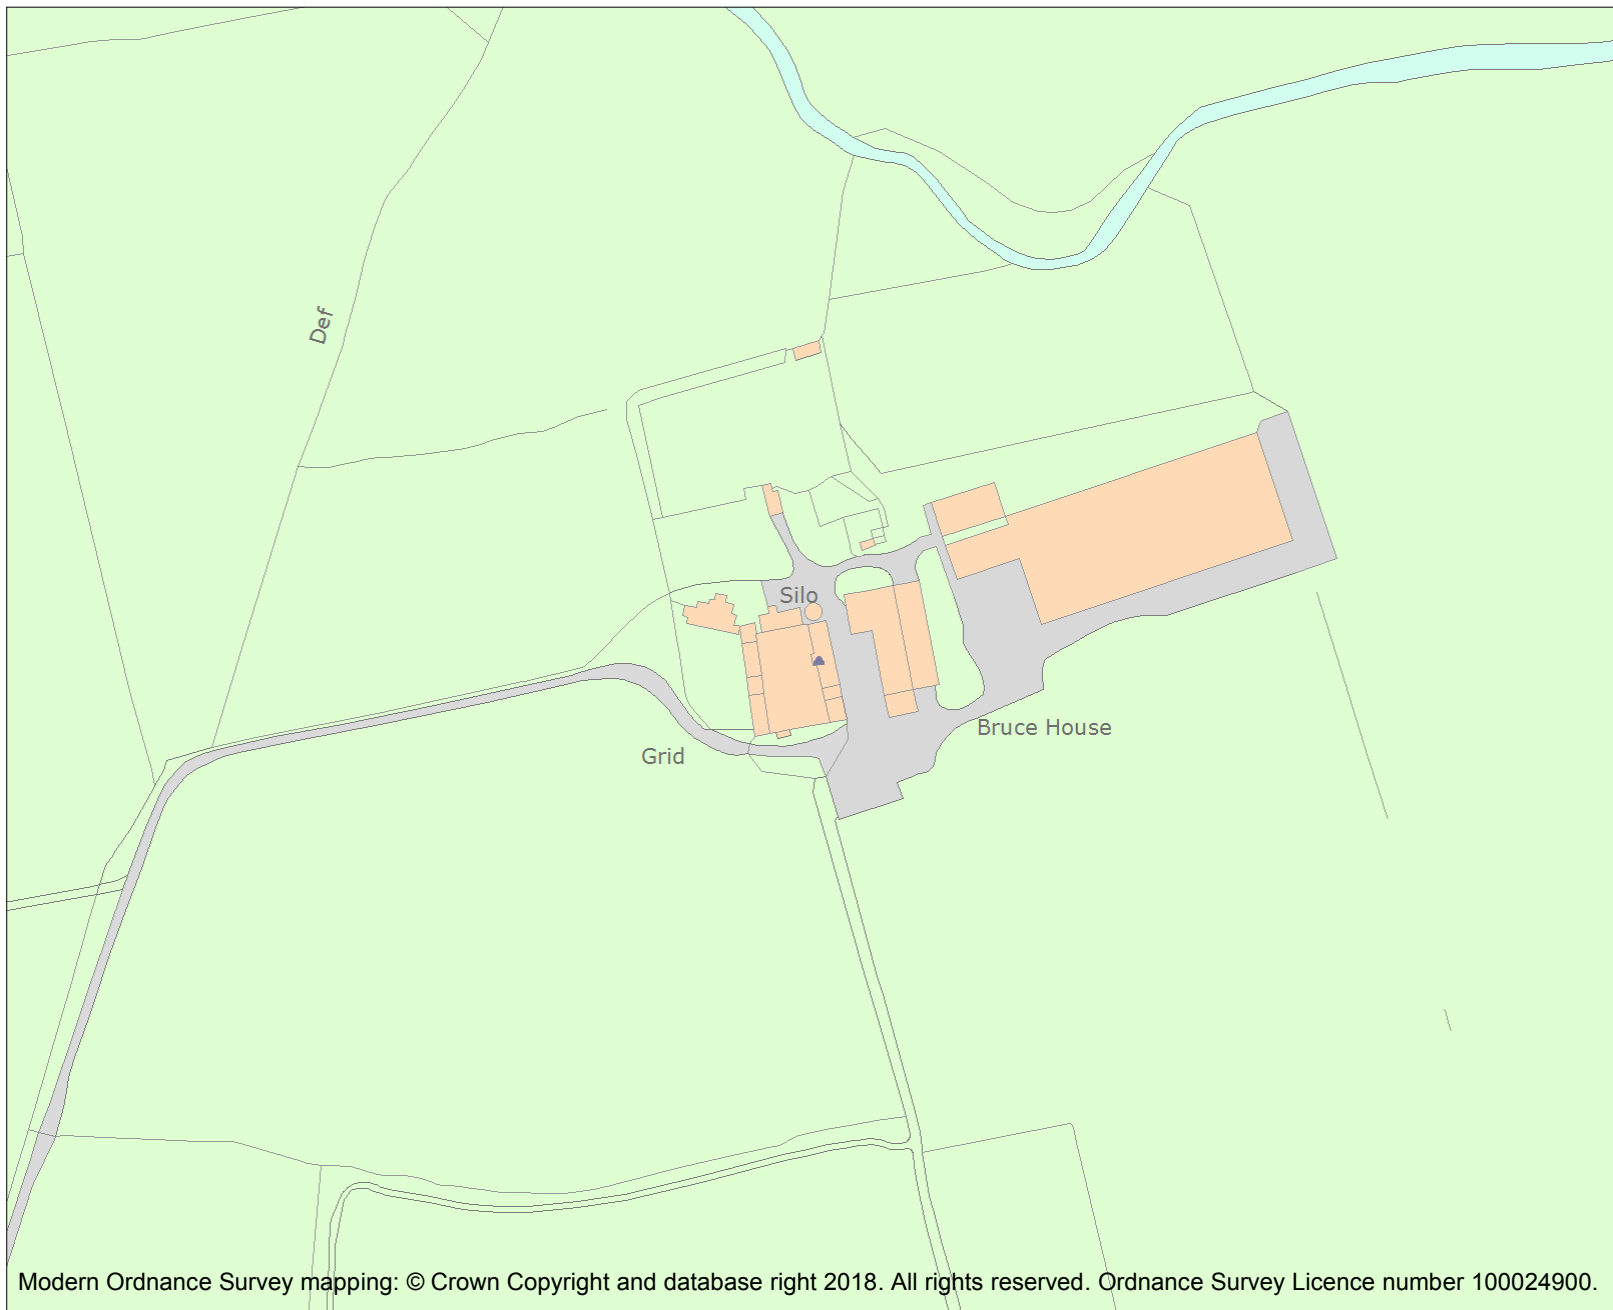 Def
Silo
Bruce House
Grid
Modern Ordnance Survey mapping: © Crown Copyright and database right 2018. All rights reserved. Ordnance Survey Licence number 100024900.